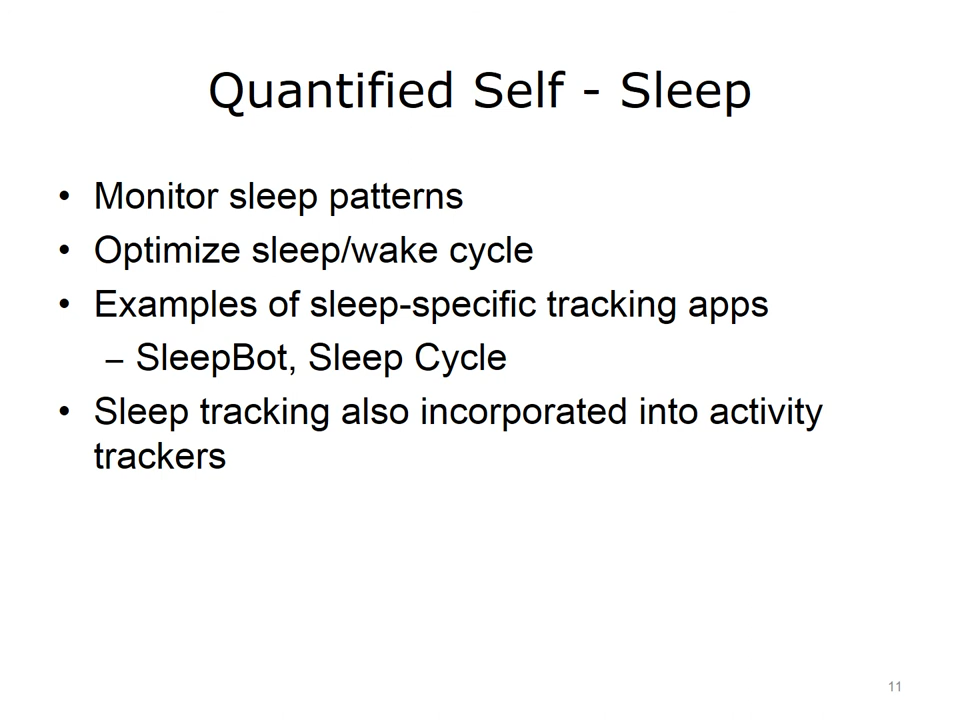 Quantified Self - Sleep
• Monitor sleep patterns
• Optimize sleep/wake cycle
• Examples of sleep-specific tracking apps
– SleepBot, Sleep Cycle
• Sleep tracking also incorporated into activity
trackers
11